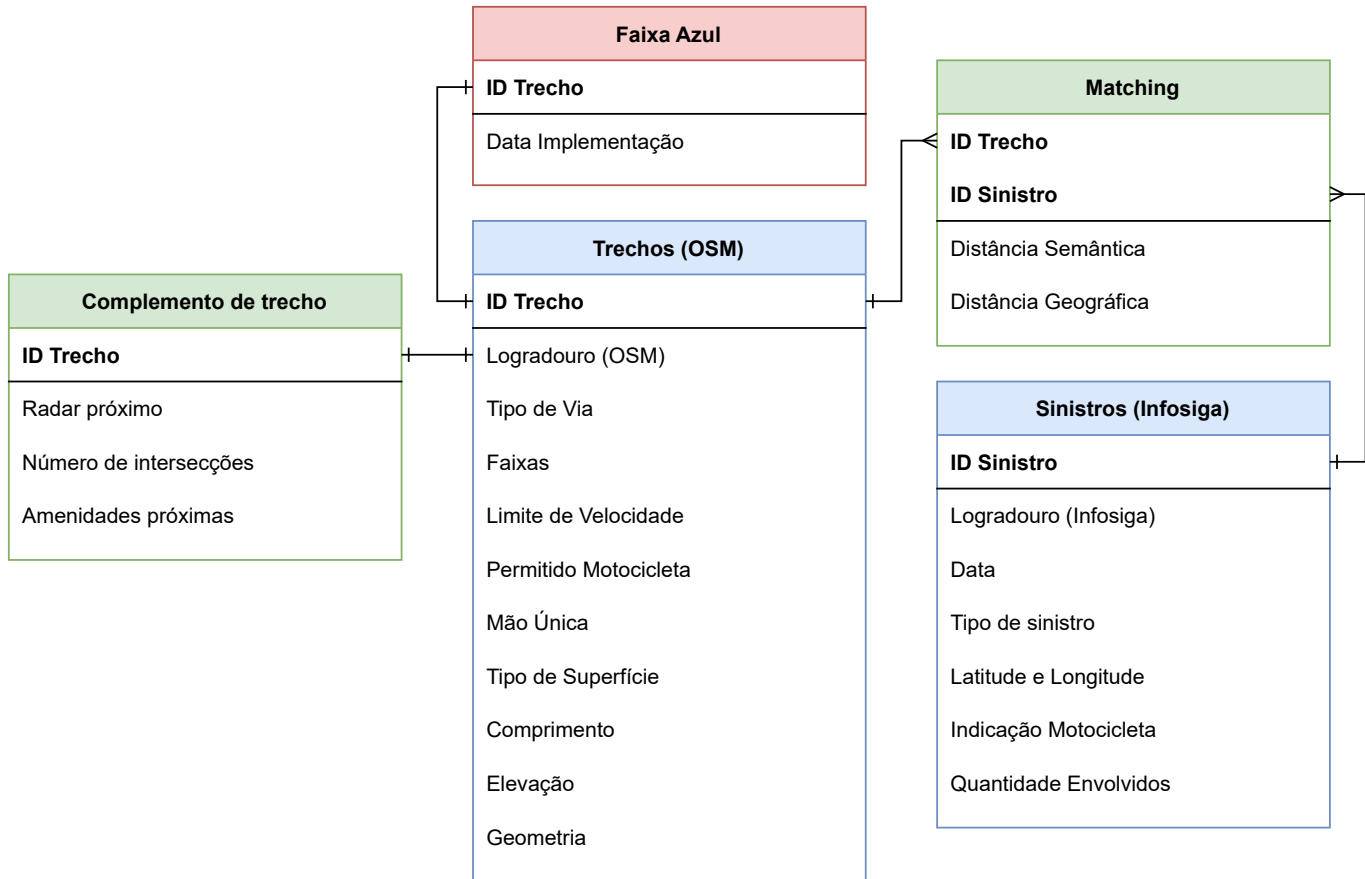 Faixa Azul
ID Trecho
Data Implementação
Matching
ID Trecho
ID Sinistro
Distância Semântica
Distância Geográfica
Trechos (OSM)
ID Trecho
Logradouro (OSM)
Tipo de Via
Faixas
Limite de Velocidade
Permitido Motocicleta
Mão Única
Tipo de Superfície
Comprimento
Elevação
Geometria
Complemento de trecho
ID Trecho
Radar próximo
Número de intersecções
Amenidades próximas
Sinistros (Infosiga)
ID Sinistro
Logradouro (Infosiga)
Data
Tipo de sinistro
Latitude e Longitude
Indicação Motocicleta
Quantidade Envolvidos